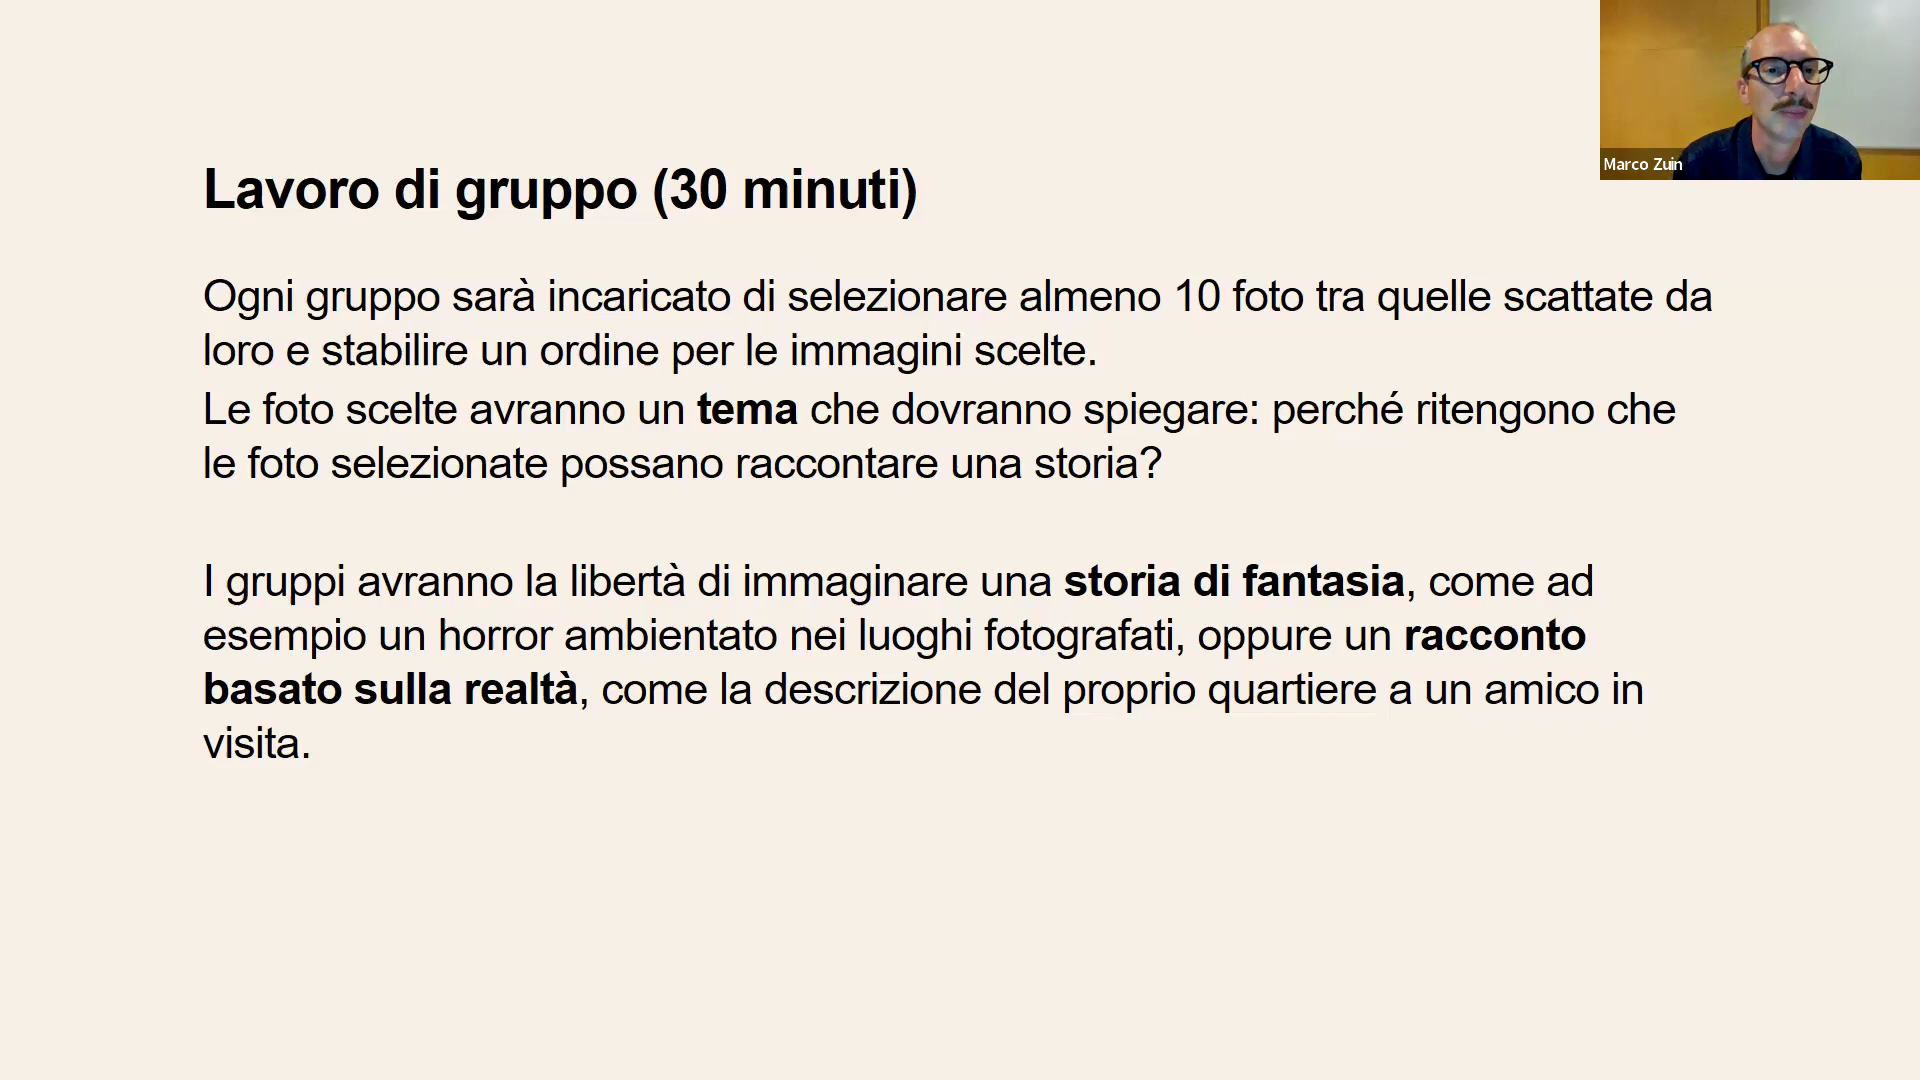 Lavoro di gruppo (30 minuti)
Ogni gruppo sarà incaricato di selezionare almeno 10 foto tra quelle scattate da
loro e stabilire un ordine per le immagini scelte.
Le foto scelte avranno un tema che dovranno spiegare: perché ritengono che
le foto selezionate possano raccontare una storia?
I gruppi avranno la libertà di immaginare una storia di fantasia, come ad
esempio un horror ambientato nei luoghi fotografati, oppure un racconto
basato sulla realtà, come la descrizione del proprio quartiere a un amico in
visita.
Marco Zuin